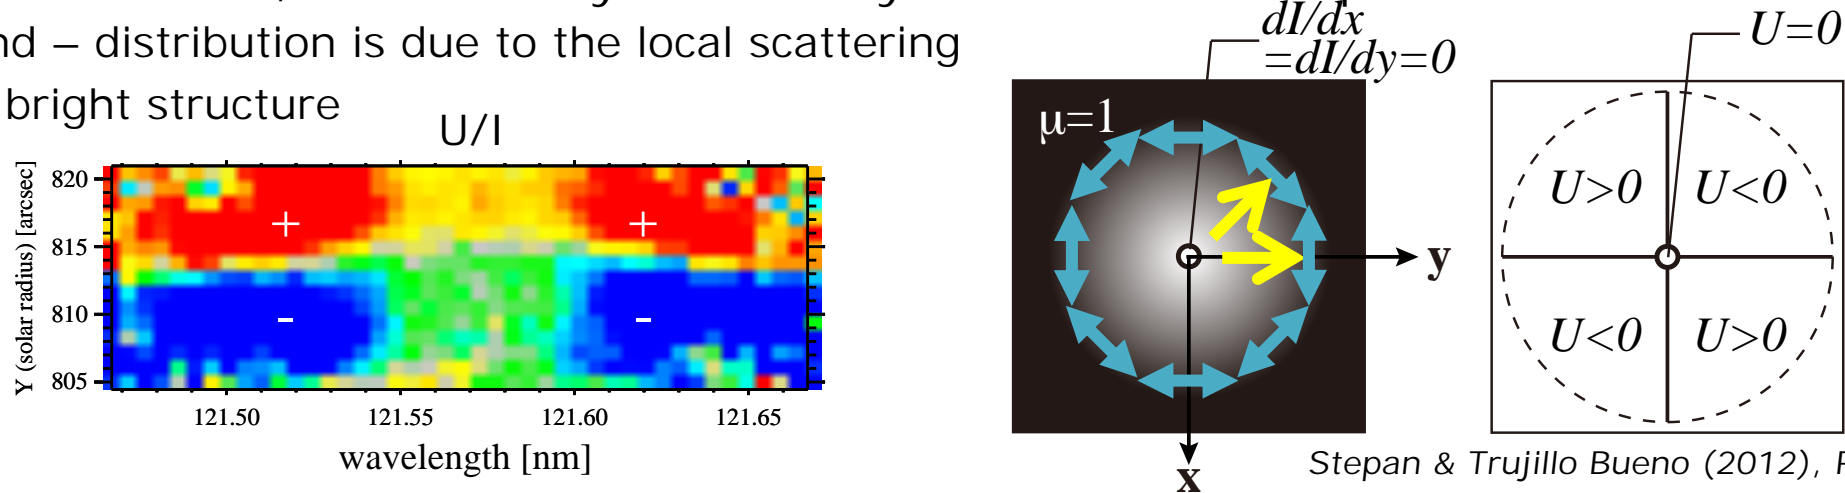 nd – distribution is due to the local scattering
bright structure
U/I
Y (solar radius) [arcsec]
820
815
810
805
+ +
- -
121.50 121.55 121.60 121.65
wavelength [nm]
dI/dx
=dI/dy=0
μ=1
y
x
U=0
U>0 U<0
U<0 U>0
Stepan & Trujillo Bueno (2012),